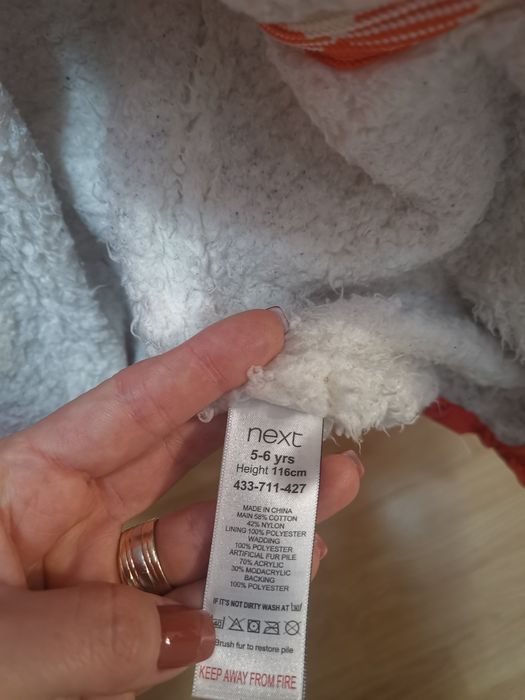 next
5-6 yrs
Height 116cm
433-711-427
MADE IN CHINA
MAIN 58% COTTON
42% NYLON
LINING 100% POLYESTER
WADDING
100% POLYESTER
ARTIFICIAL FUR PILE
70% ACRYLIC
30% MODACRYLIC
BACKING
100% POLYESTER
IF IT'S NOT DIRTY WASH AT 30
Brush fur to restore pile
KEEP AWAY FROM FIRE